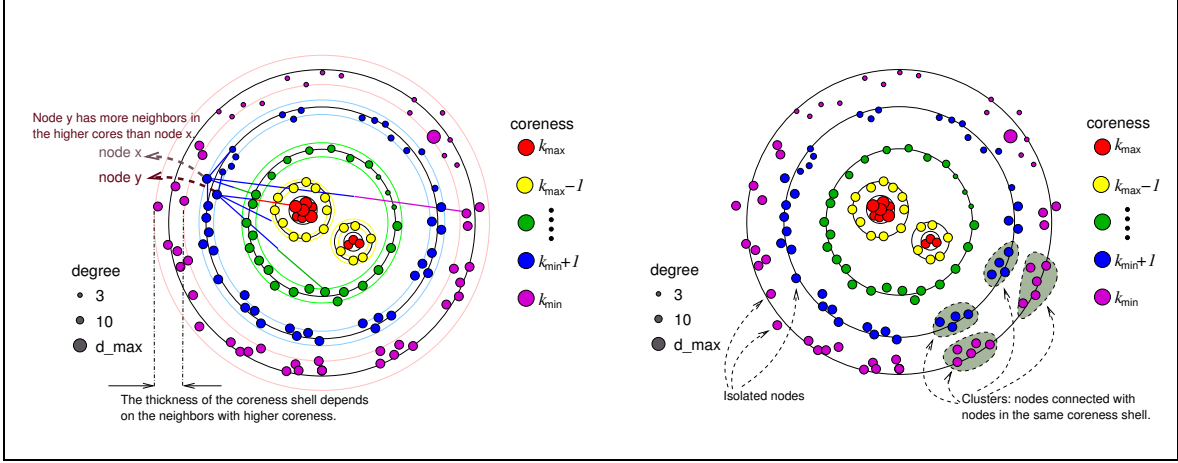 Node y has more neighbors in
the higher cores than node x.
node x
node y
degree
3
10
d_max
The thickness of the coreness shell depends
on the neighbors with higher coreness.
coreness
kmax
kmax−1
kmin+1
kmin
degree
3
10
d_max
Isolated nodes
Clusters: nodes connected with
nodes in the same coreness shell.
coreness
kmax
kmax−1
kmin+1
kmin